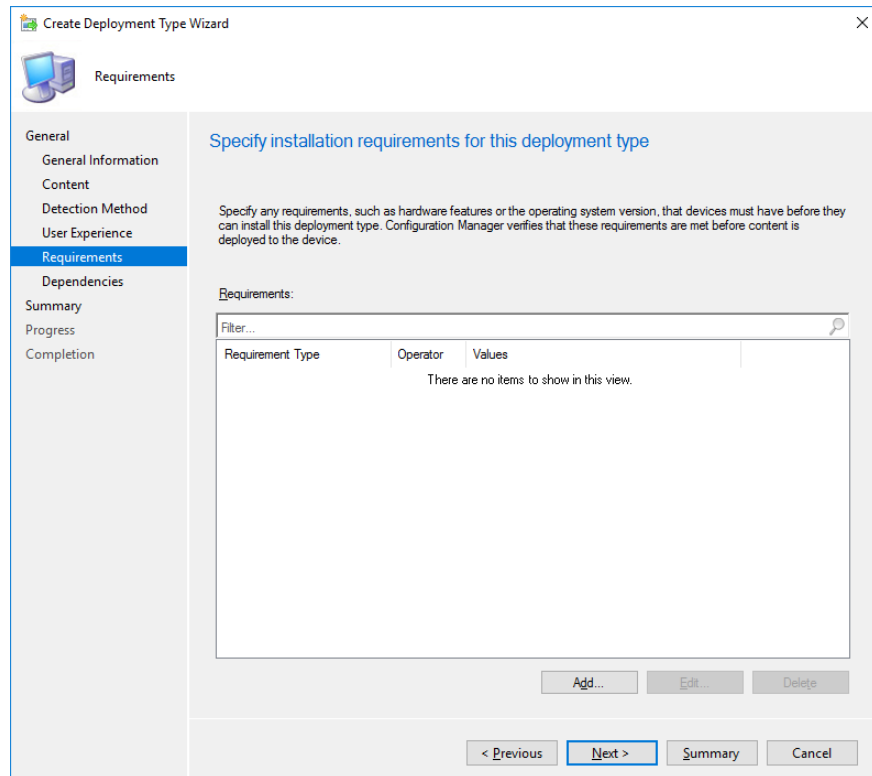 Create Deployment Type Wizard
Requirements
General
General Information
Content
Detection Method
User Experience
Requirements
Dependencies
Summary
Progress
Completion
Specify installation requirements for this deployment type
Specify any requirements, such as hardware features or the operating system version, that devices must have before they
can install this deployment type. Configuration Manager verifies that these requirements are met before content is
deployed to the device.
Requirements:
Filter...
Requirement Type Operator Values
There are no items to show in this view.
Add... Edit... Delete
< Previous Next > Summary Cancel